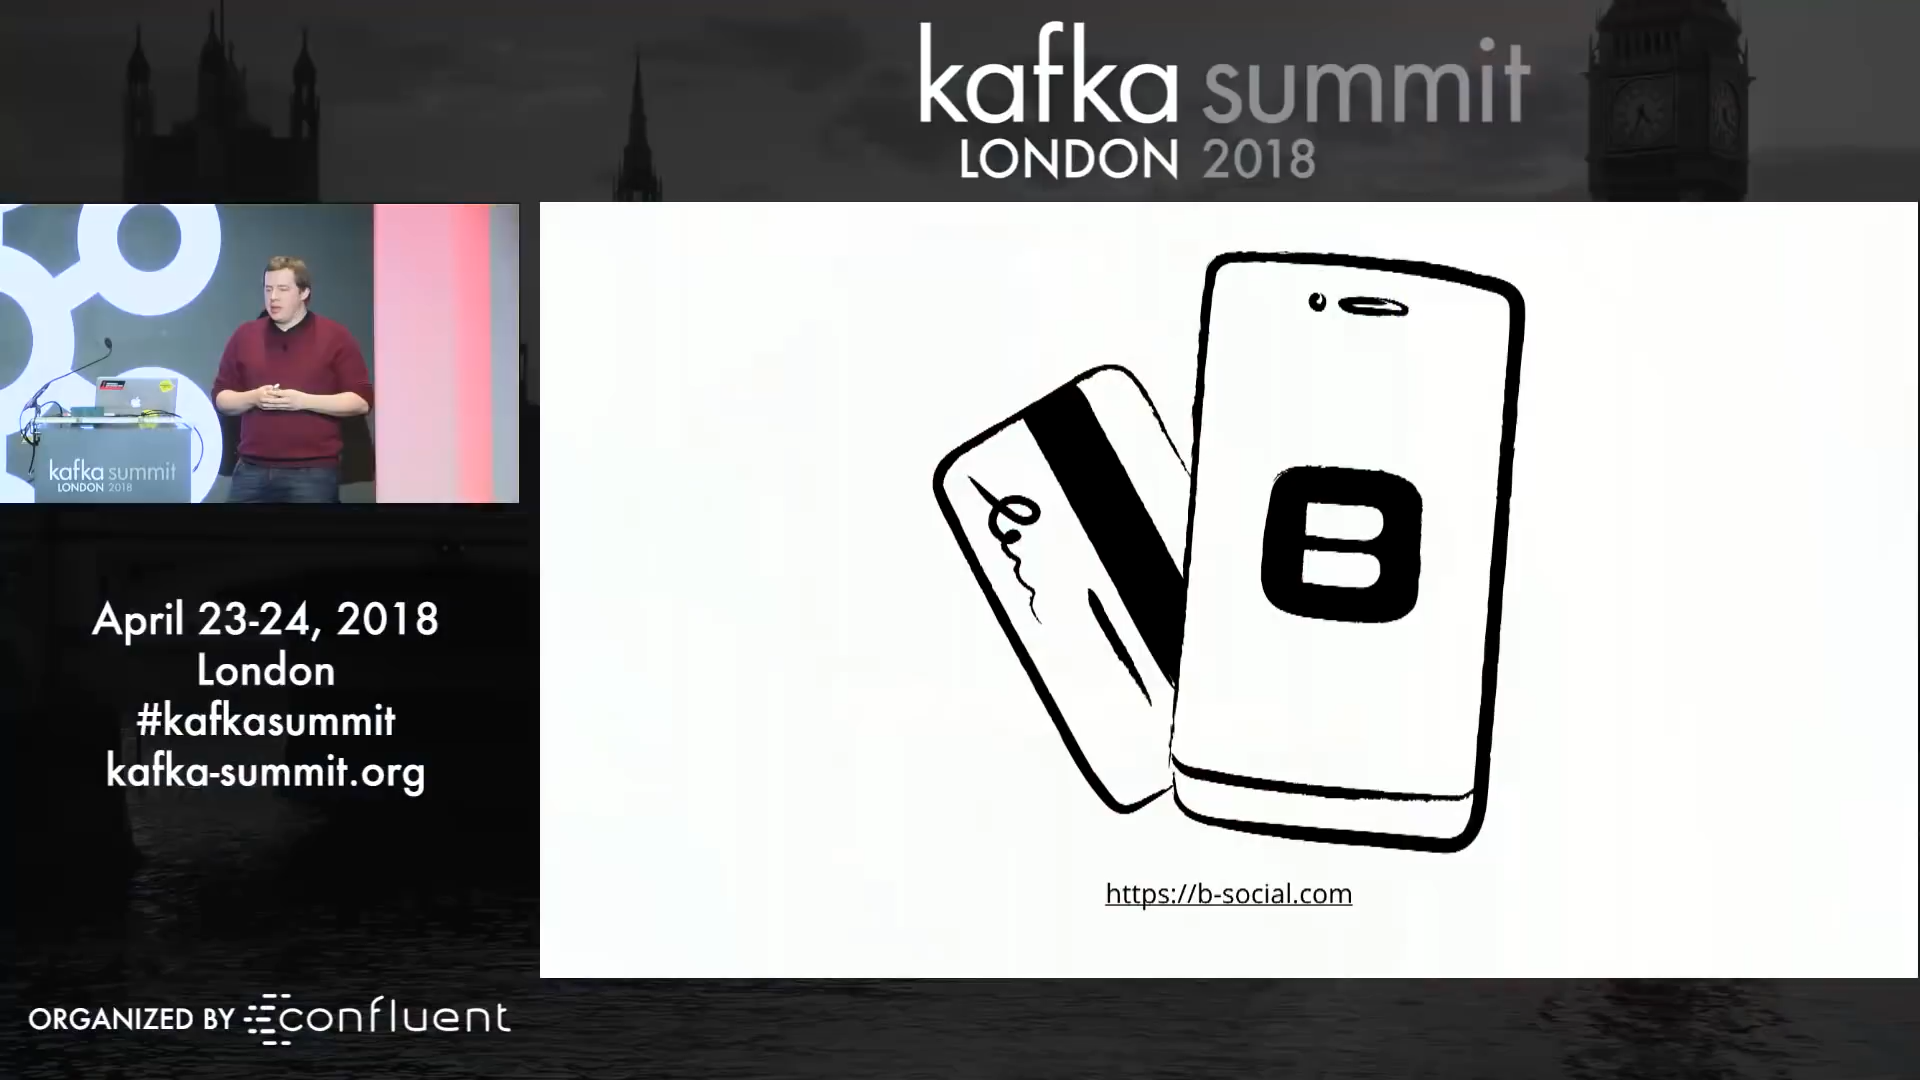 kafka summit
LONDON 2018
kafka summit
LONDON 2018
April 23-24, 2018
London
#kafkasummit
kafka-summit.org
B
https://b-social.com
ORGANIZED BY confluent